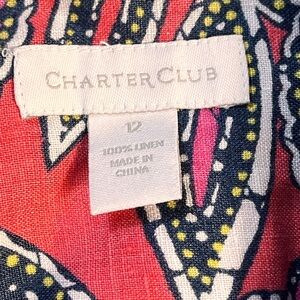 CHARTER CLUB
12
100% LINEN
MADE IN
CHINA